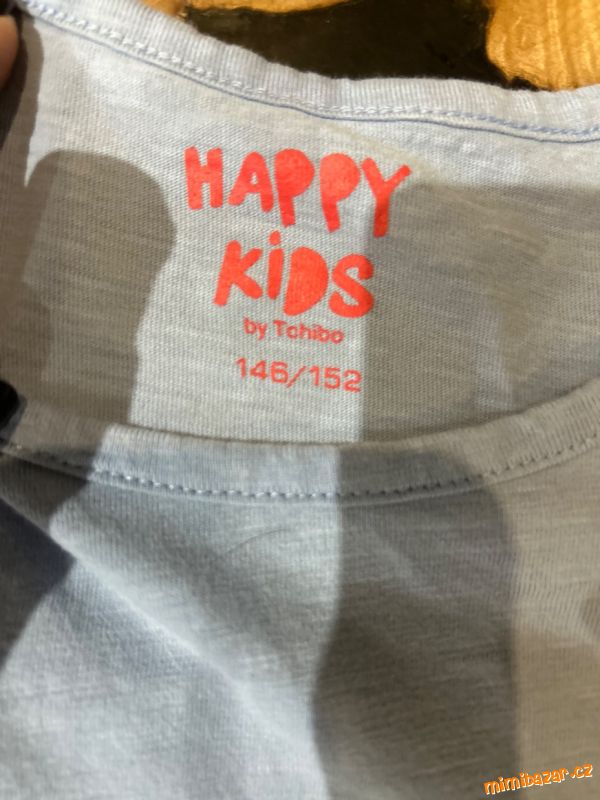 HAPPY
KiDS
by Tchibo
146/152
mimibazar.cz